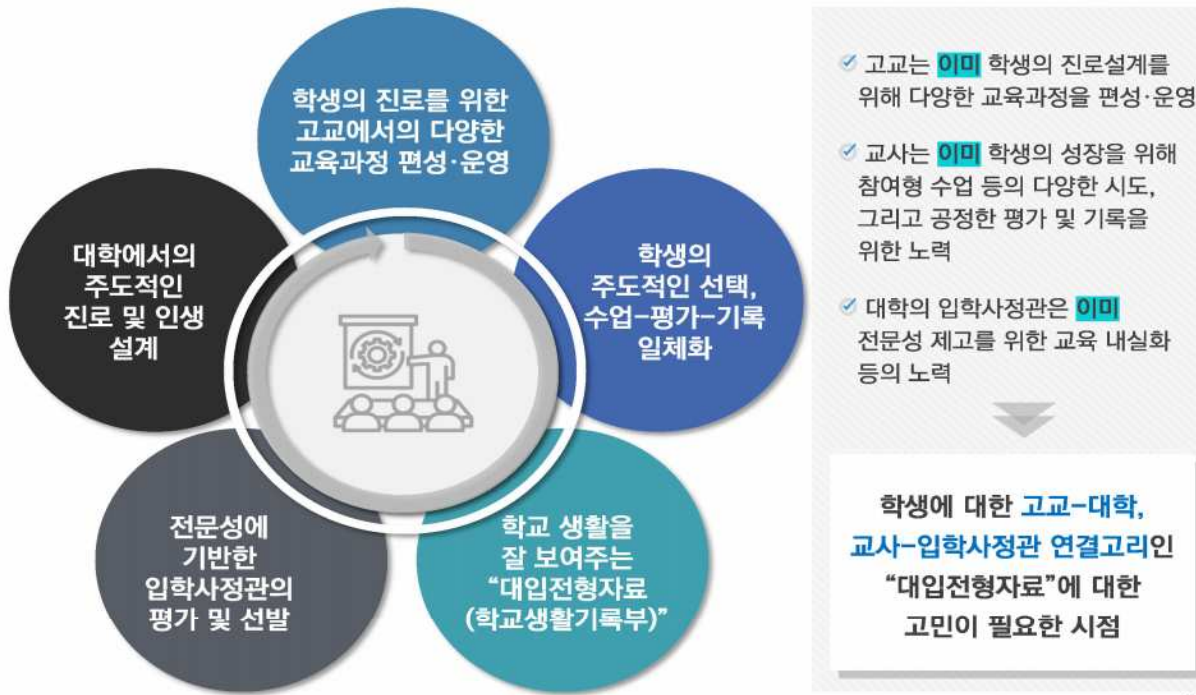 학생의 진로를 위한
고교에서의 다양한
교육과정 편성·운영
학생의
주도적인 선택,
수업-평가-기록
일체화
학교 생활을
잘 보여주는
“대입전형자료
(학교생활기록부)”
전문성에
기반한
입학사정관의
평가 및 선발
대학에서의
주도적인
진로 및 인생
설계
고교는 이미 학생의 진로설계를
위해 다양한 교육과정을 편성·운영
교사는 이미 학생의 성장을 위해
참여형 수업 등의 다양한 시도,
그리고 공정한 평가 및 기록을
위한 노력
대학의 입학사정관은 이미
전문성 제고를 위한 교육 내실화
등의 노력
학생에 대한 고교-대학,
교사-입학사정관 연결고리인
“대입전형자료”에 대한
고민이 필요한 시점